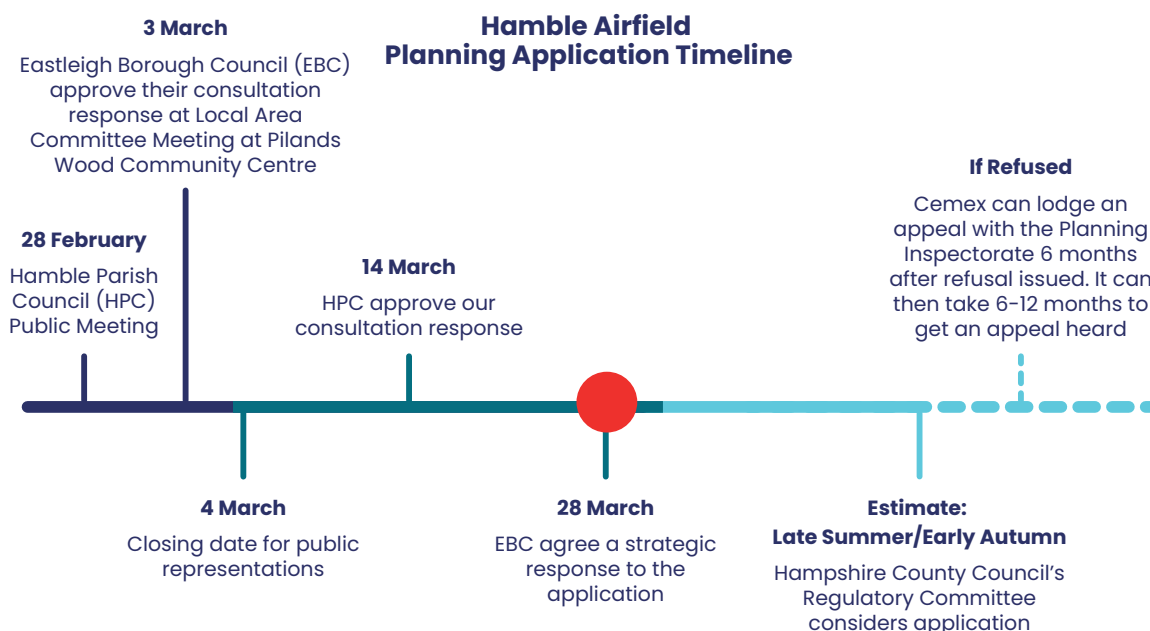 Hamble Airfield
Planning Application Timeline
3 March
Eastleigh Borough Council (EBC)
approve their consultation
response at Local Area
Committee Meeting at Pilands
Wood Community Centre
28 February
Hamble Parish
Council (HPC)
Public Meeting
14 March
HPC approve our
consultation response
If Refused
Cemex can lodge an
appeal with the Planning
Inspectorate 6 months
after refusal issued. It can
then take 6-12 months to
get an appeal heard
4 March
Closing date for public
representations
28 March
EBC agree a strategic
response to the
application
Estimate:
Late Summer/Early Autumn
Hampshire County Council’s
Regulatory Committee
considers application